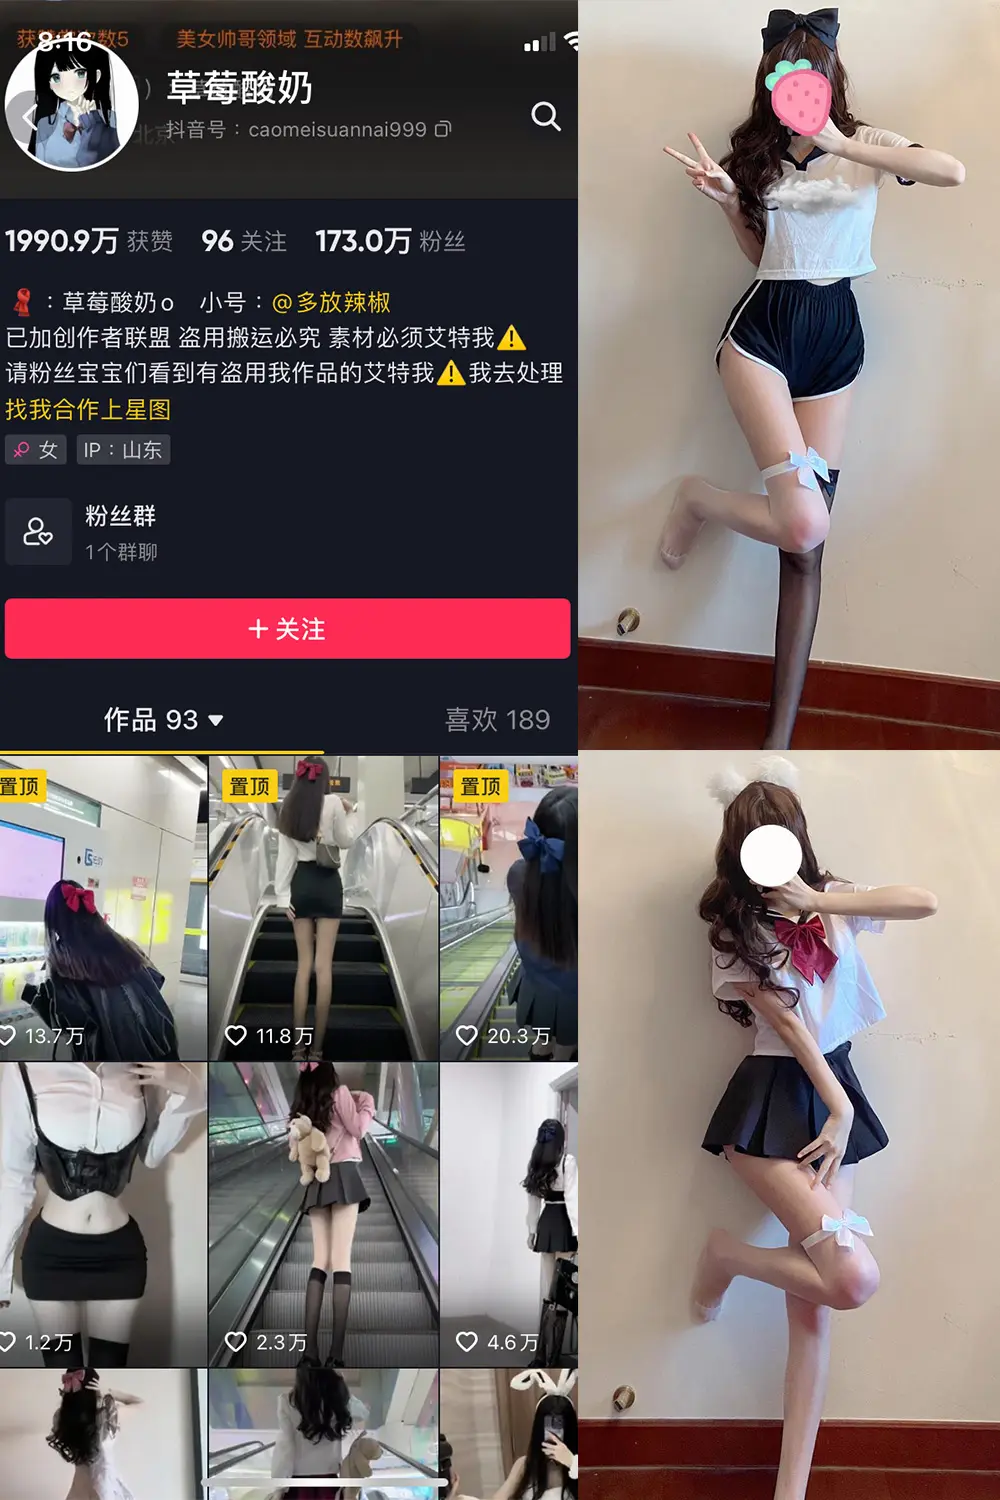 获赞
数5
美女帅哥领域 互动数飙升
8:16
草莓酸奶
抖音号：caomeisuannai999
北京
1990.9万 获赞 96 关注 173.0万 粉丝
：草莓酸奶o 小号：@多放辣椒
已加创作者联盟 盗用搬运必究 素材必须艾特我
请粉丝宝宝们看到有盗用我作品的艾特我 我去处理
找我合作上星图
女 IP：山东
粉丝群
1个群聊
+ 关注
作品 93 喜欢 189
置顶 置顶 置顶
13.7万 11.8万 20.3万
1.2万 2.3万 4.6万